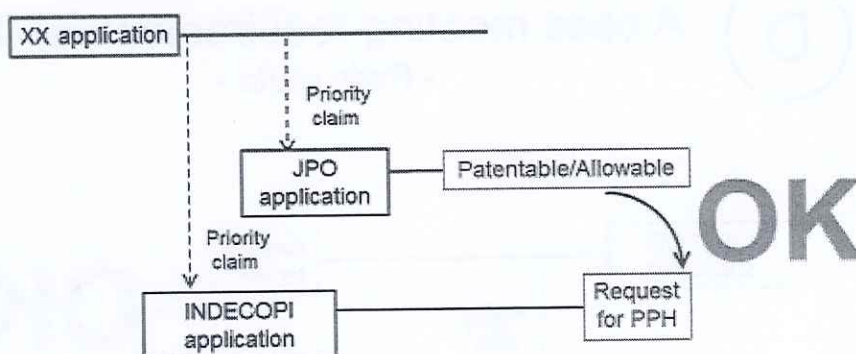 XX application
Priority
claim
JPO
application
Patentable/Allowable
OK
Priority
claim
INDECOPI
application
Request
for PPH